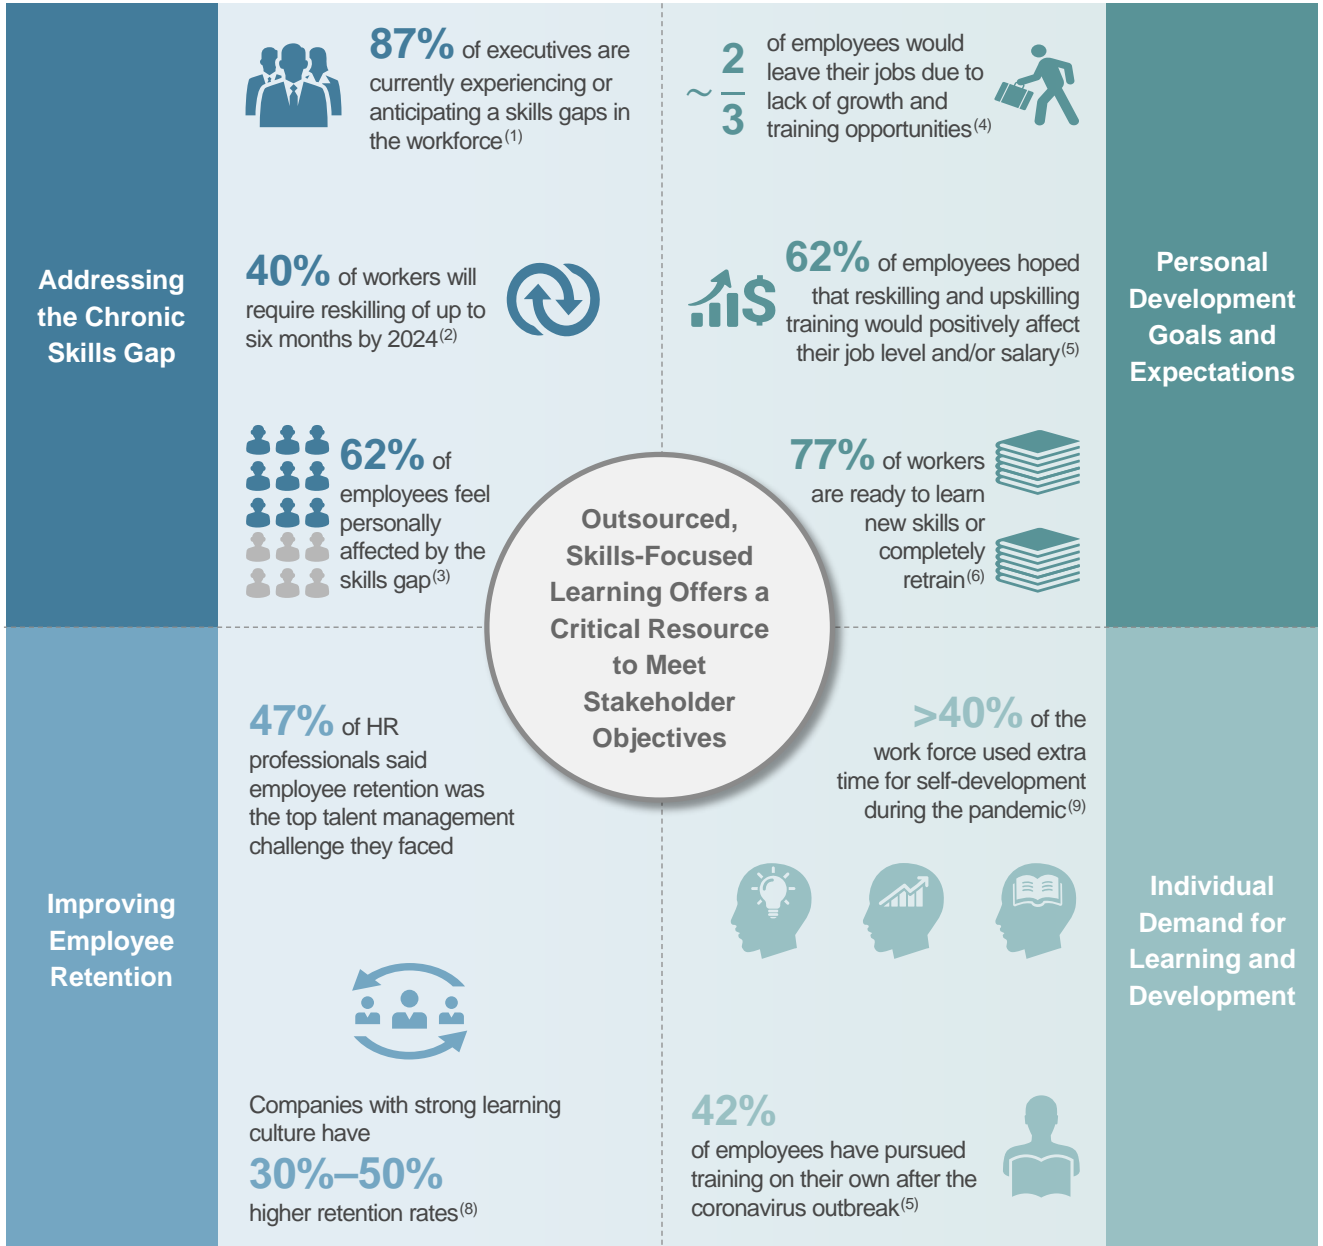 Addressing
the Chronic
Skills Gap
87% of executives are
currently experiencing or
anticipating a skills gaps in
the workforce(1)
40% of workers will
require reskilling of up to
six months by 2024(2)
62% of
employees feel
personally
affected by the
skills gap(3)
~ 2/3
of employees would
leave their jobs due to
lack of growth and
training opportunities(4)
$
62% of employees hoped
that reskilling and upskilling
training would positively affect
their job level and/or salary(5)
77% of workers
are ready to learn
new skills or
completely
retrain(6)
Personal
Development
Goals and
Expectations
Outsourced,
Skills-Focused
Learning Offers a
Critical Resource
to Meet
Stakeholder
Objectives
Improving
Employee
Retention
47% of HR
professionals said
employee retention was
the top talent management
challenge they faced
Companies with strong learning
culture have
30%–50%
higher retention rates(8)
>40% of the
work force used extra
time for self-development
during the pandemic(9)
42%
of employees have pursued
training on their own after the
coronavirus outbreak(5)
Individual
Demand for
Learning and
Development